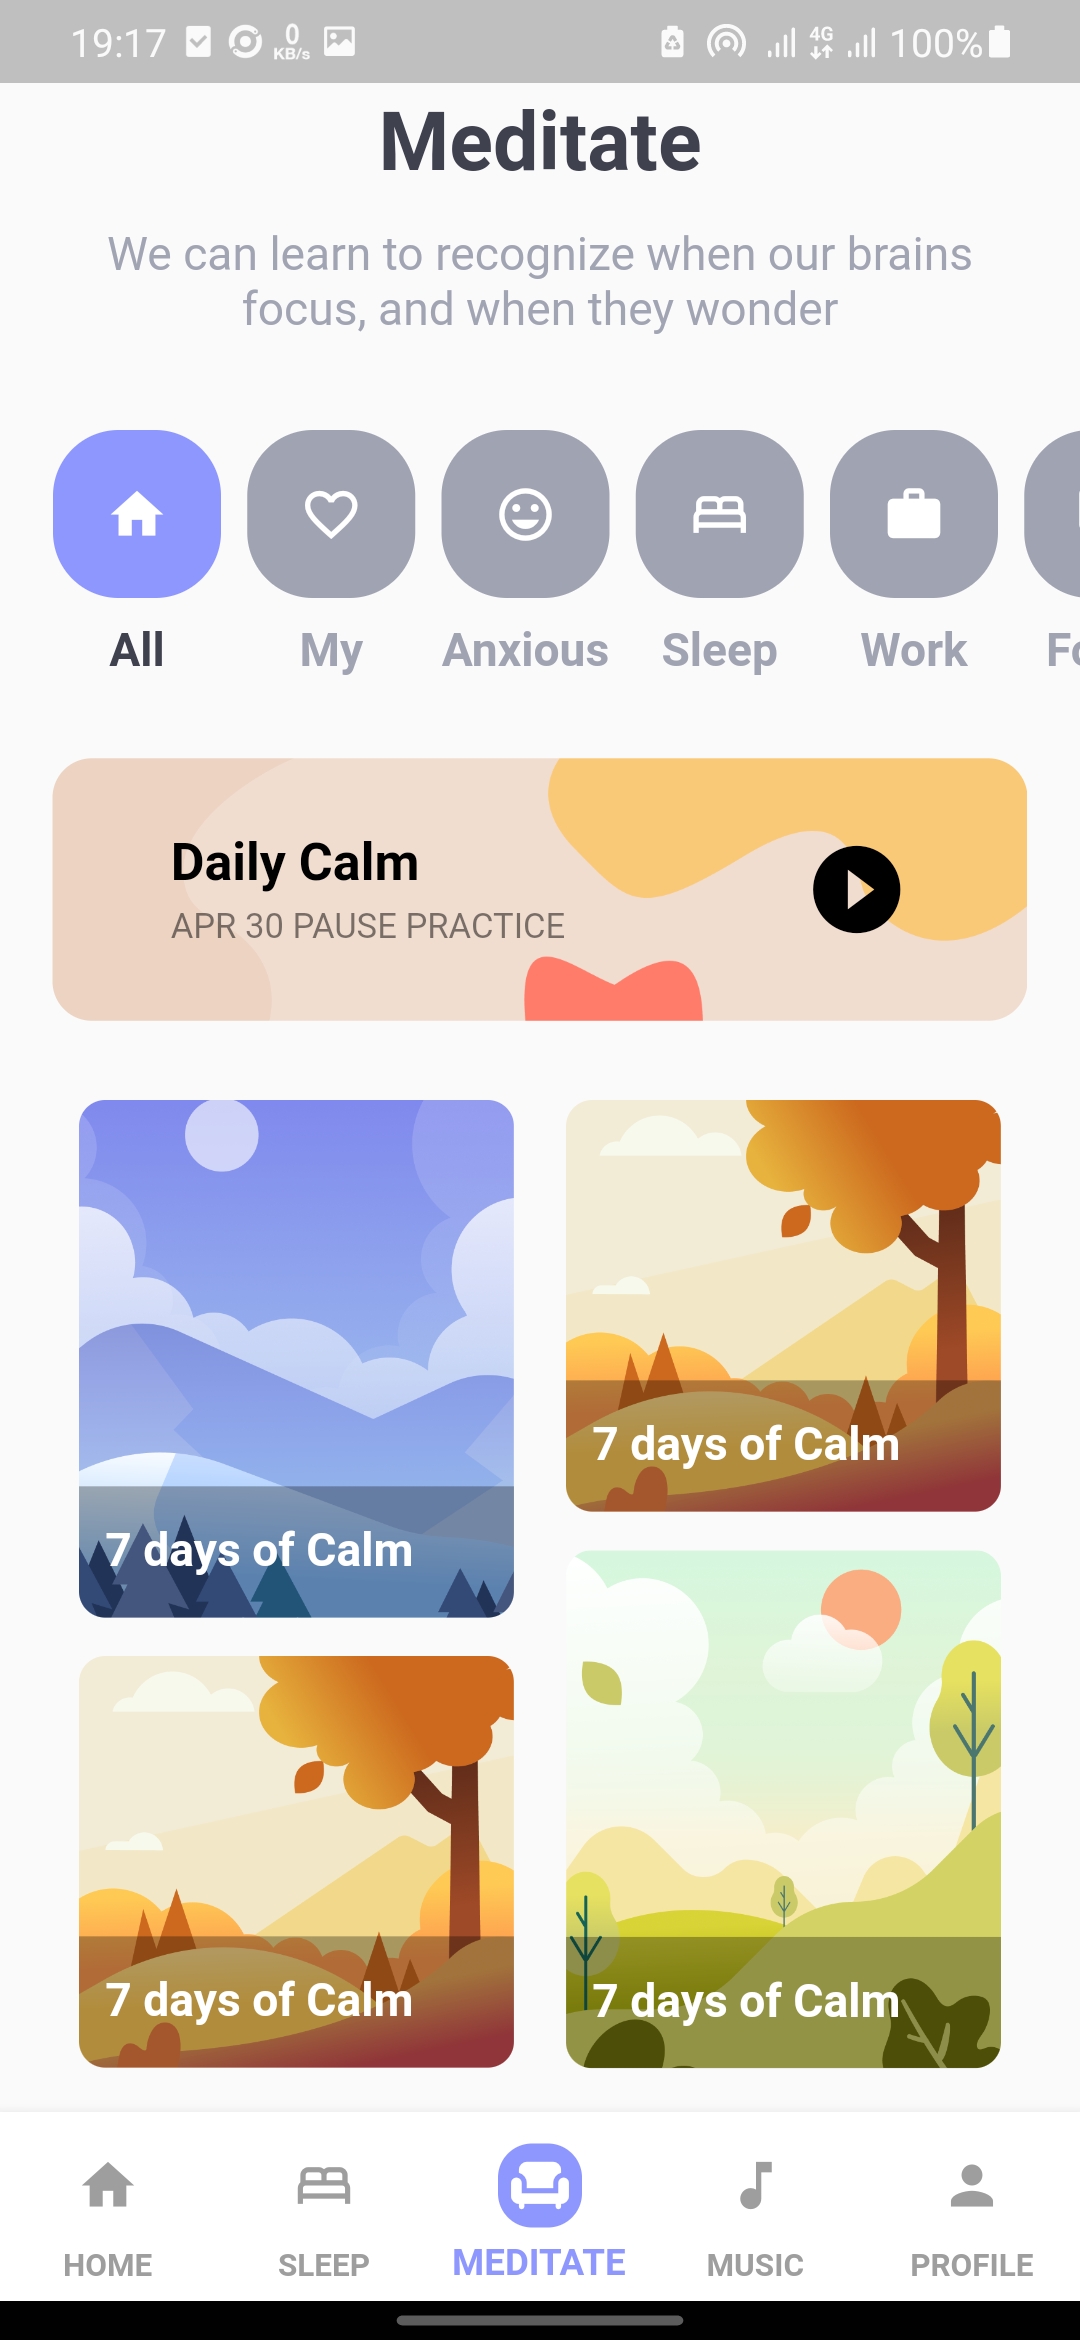 19:17
0
KB/s
4G
100%
Meditate
We can learn to recognize when our brains
focus, and when they wonder
All
My
Anxious
Sleep
Work
Daily Calm
APR 30 PAUSE PRACTICE
7 days of Calm
7 days of Calm
7 days of Calm
7 days of Calm
HOME
SLEEP
MEDITATE
MUSIC
PROFILE